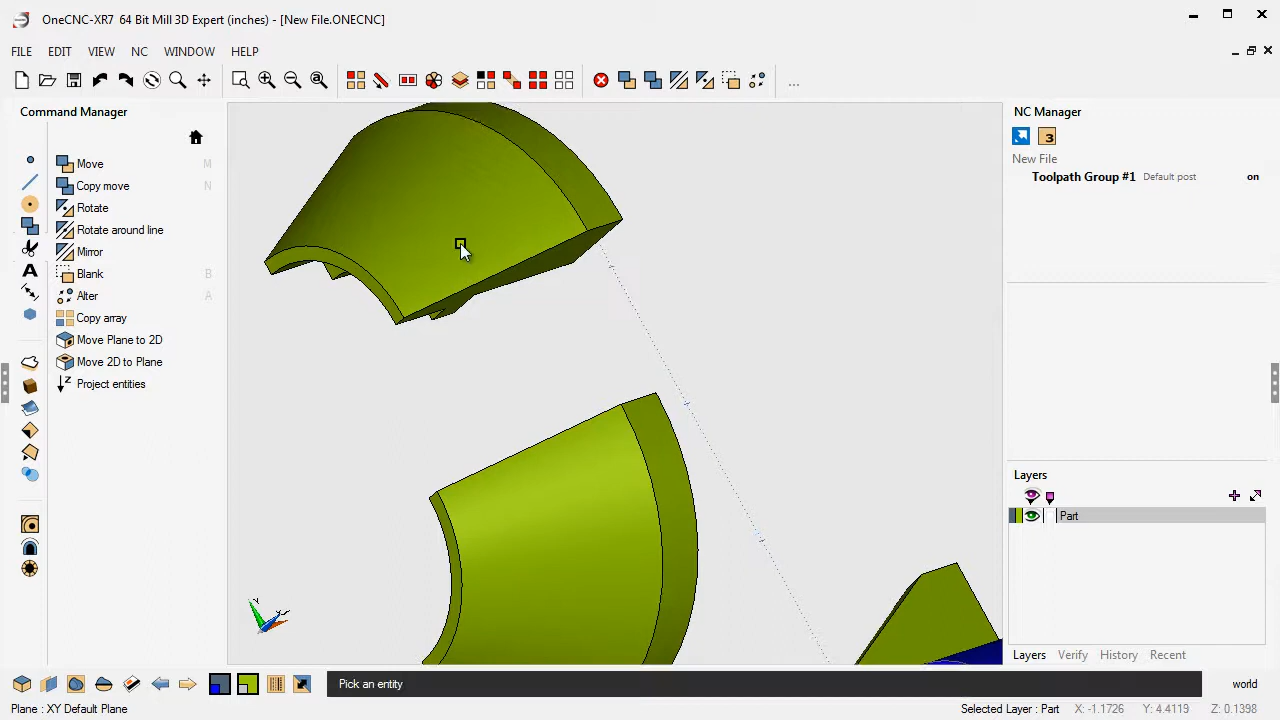 OneCNC-XR7 64 Bit Mill 3D Expert (inches) - [New File.ONECNC]
FILE EDIT VIEW NC WINDOW HELP
...
Command Manager
Move M
Copy move N
Rotate
Rotate around line
Mirror
Blank B
Alter A
Copy array
Move Plane to 2D
Move 2D to Plane
Project entities
NC Manager
3
New File
Toolpath Group #1 Default post on
Layers
Part
Layers Verify History Recent
Pick an entity
world
Plane : XY Default Plane
Selected Layer : Part X: -1.1726 Y: 4.4119 Z: 0.1398